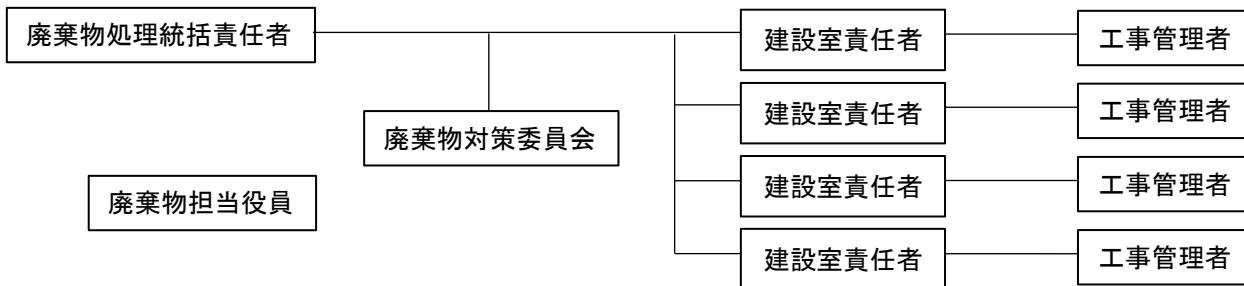 廃棄物処理統括責任者
建設室責任者
工事管理者
廃棄物対策委員会
建設室責任者
工事管理者
廃棄物担当役員
建設室責任者
工事管理者
建設室責任者
工事管理者